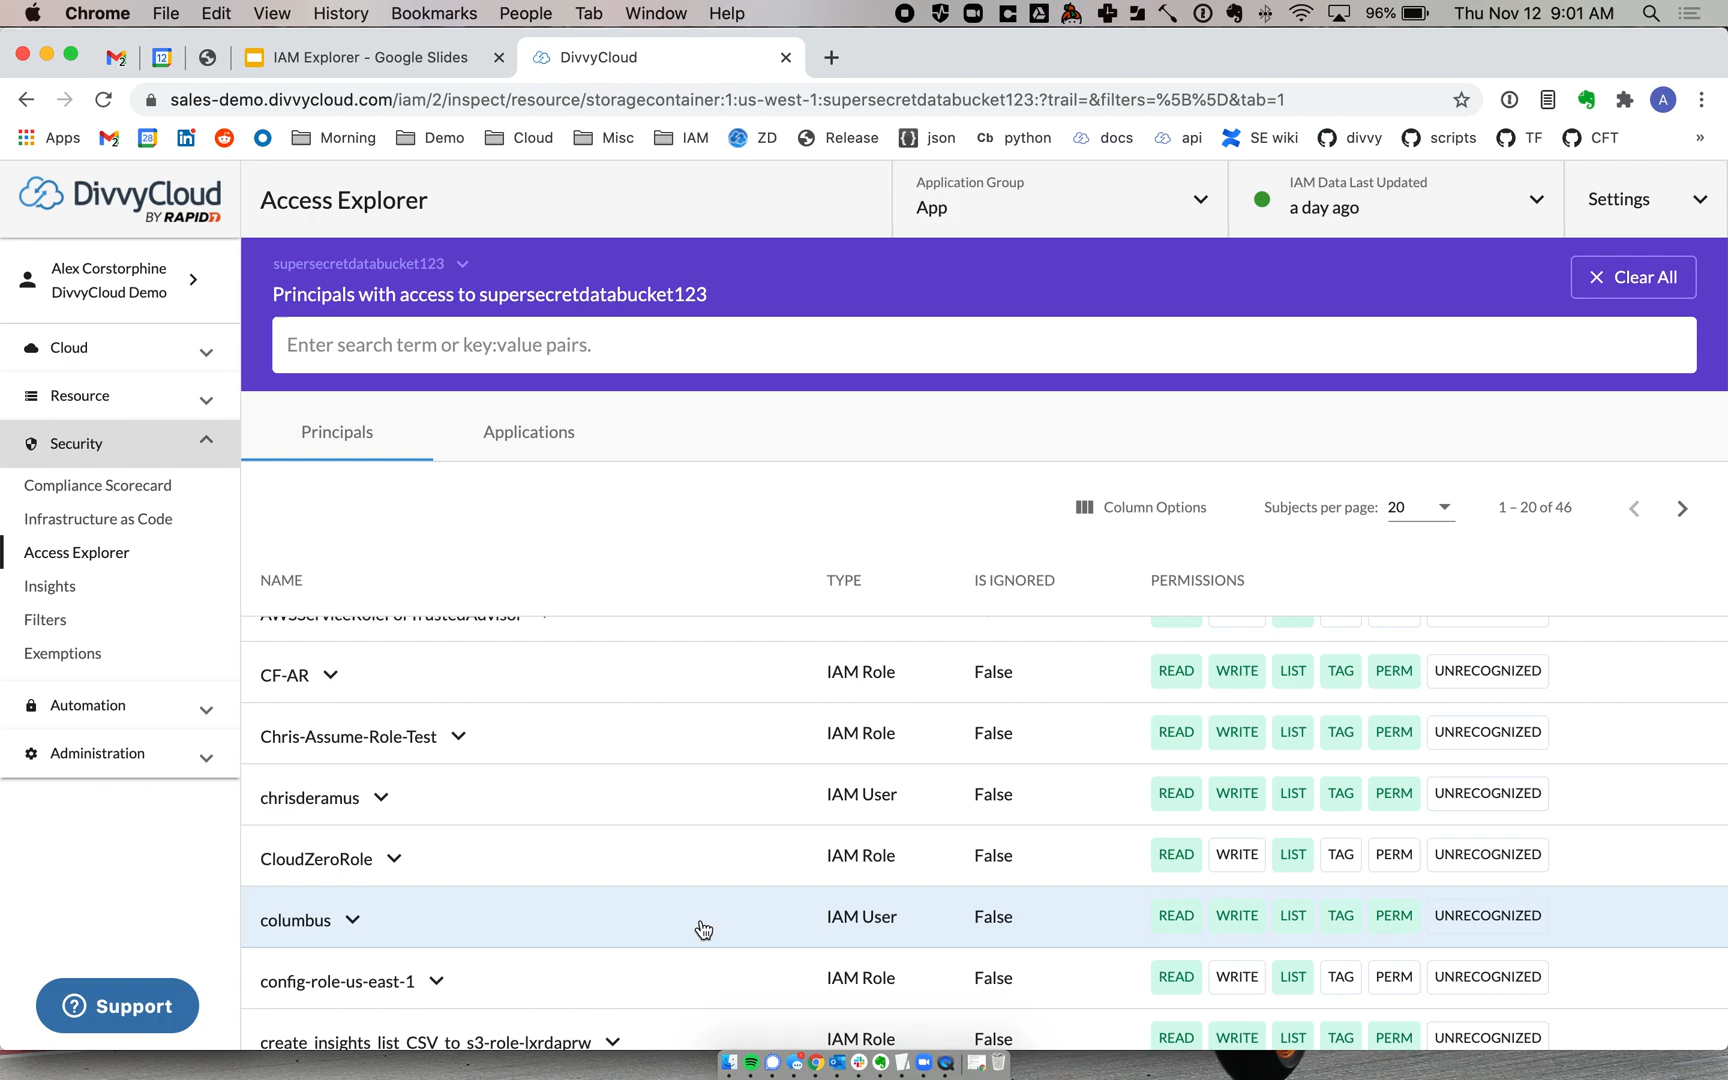 Chrome File Edit View History Bookmarks People Tab Window Help 96% Thu Nov 12 9:01 AM
IAM Explorer - Google Slides DivvyCloud
sales-demo.divvycloud.com/iam/2/inspect/resource/storagecontainer:1:us-west-1:supersecretdatabucket123:?trail=&filters=%5B%5D&tab=1
Apps Morning Demo Cloud Misc IAM ZD Release json Cb python docs api SE wiki divvy scripts TF CFT »
DivvyCloud
BY RAPID7
Access Explorer
Application Group
App
IAM Data Last Updated
a day ago
Settings
Alex Corstorphine
DivvyCloud Demo
supersecretdatabucket123
Principals with access to supersecretdatabucket123
Clear All
Enter search term or key:value pairs.
Cloud
Resource
Security
Compliance Scorecard
Infrastructure as Code
Access Explorer
Insights
Filters
Exemptions
Automation
Administration
Support
Principals Applications
Column Options Subjects per page: 20 1 – 20 of 46
NAME TYPE IS IGNORED PERMISSIONS
AWSServiceRoleForTrustedAdvisor
CF-AR IAM Role False READ WRITE LIST TAG PERM UNRECOGNIZED
Chris-Assume-Role-Test IAM Role False READ WRITE LIST TAG PERM UNRECOGNIZED
chrisderamus IAM User False READ WRITE LIST TAG PERM UNRECOGNIZED
CloudZeroRole IAM Role False READ WRITE LIST TAG PERM UNRECOGNIZED
columbus IAM User False READ WRITE LIST TAG PERM UNRECOGNIZED
config-role-us-east-1 IAM Role False READ WRITE LIST TAG PERM UNRECOGNIZED
create_insights_list_CSV_to_s3-role-lxrdaprw IAM Role False READ WRITE LIST TAG PERM UNRECOGNIZED